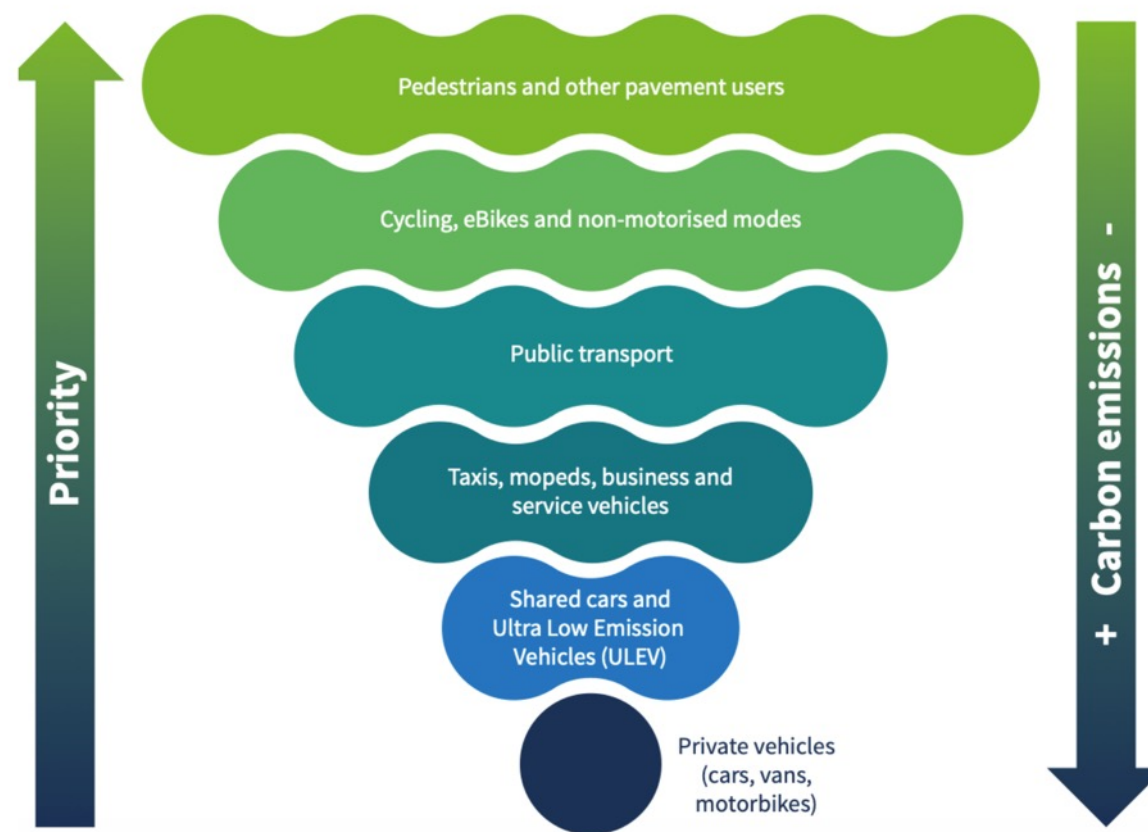 Priority
Pedestrians and other pavement users
Cycling, eBikes and non-motorised modes
Public transport
Taxis, mopeds, business and
service vehicles
Shared cars and
Ultra Low Emission
Vehicles (ULEV)
Private vehicles
(cars, vans,
motorbikes)
+ Carbon emissions -